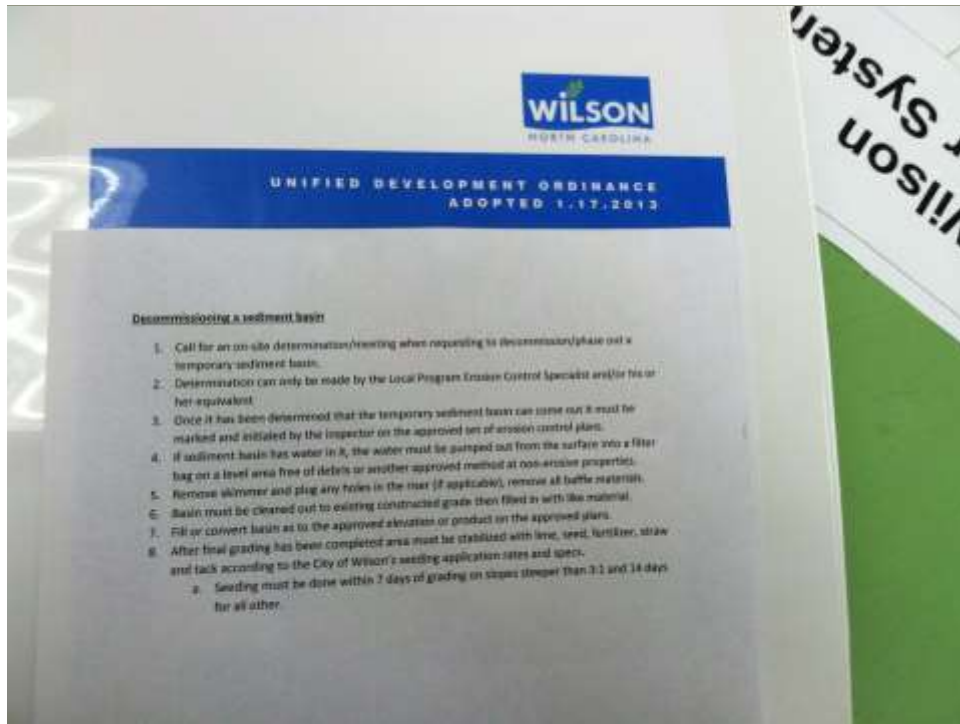 WILSON
NORTH CAROLINA
UNIFIED DEVELOPMENT ORDINANCE
ADOPTED 1.17.2013
Decommissioning a sediment basin
1. Call for an on-site determination/meeting when requesting to decommission/phase out a
temporary sediment basin.
2. Determination can only be made by the Local Program Erosion Control Specialist and/or his or
her equivalent
3. Once it has been determined that the temporary sediment basin can come out it must be
marked and initialed by the inspector on the approved set of erosion control plans.
4. If sediment basin has water in it, the water must be pumped out from the surface into a filter
bag on a level area free of debris or another approved method at non-erosive properties.
5. Remove skimmer and plug any holes in the riser (if applicable), remove all baffle materials.
6. Basin must be cleaned out to existing constructed grade then filled in with like material.
7. Fill or convert basin as to the approved elevation or product on the approved plans.
8. After final grading has been completed area must be stabilized with lime, seed, fertilizer, straw
and tack according to the City of Wilson's seeding application rates and specs.
a. Seeding must be done within 7 days of grading on slopes steeper than 3:1 and 14 days
for all other.
Wilson
r System